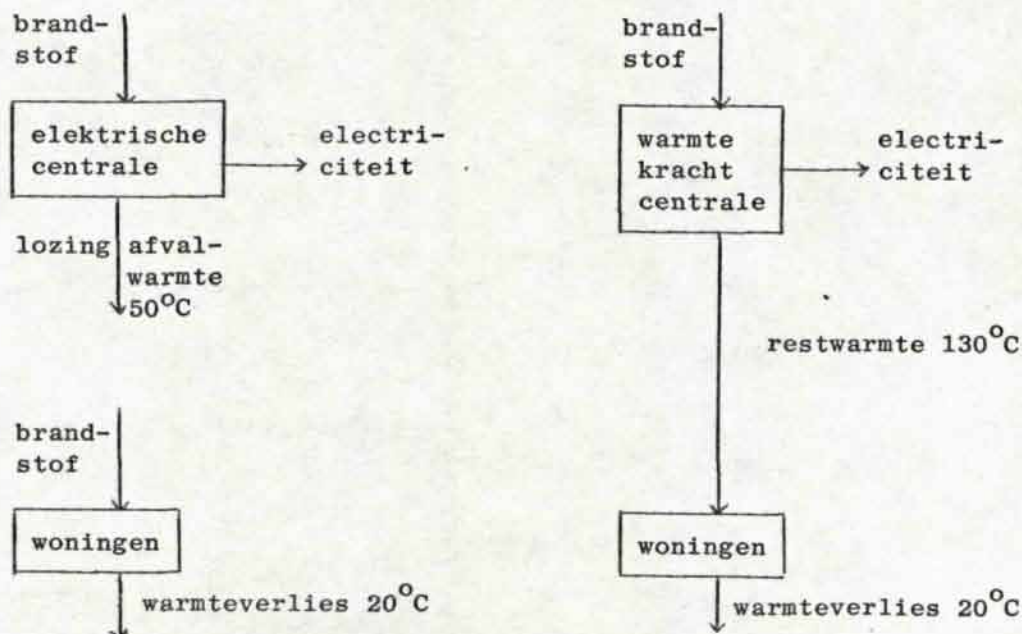 brand-
stof
elektrische
centrale
electri-
citeit
lozing afval-
warmte
50°C
brand-
stof
woningen
warmteverlies 20°C
brand-
stof
warmte
kracht
centrale
electri-
citeit
restwarmte 130°C
woningen
warmteverlies 20°C